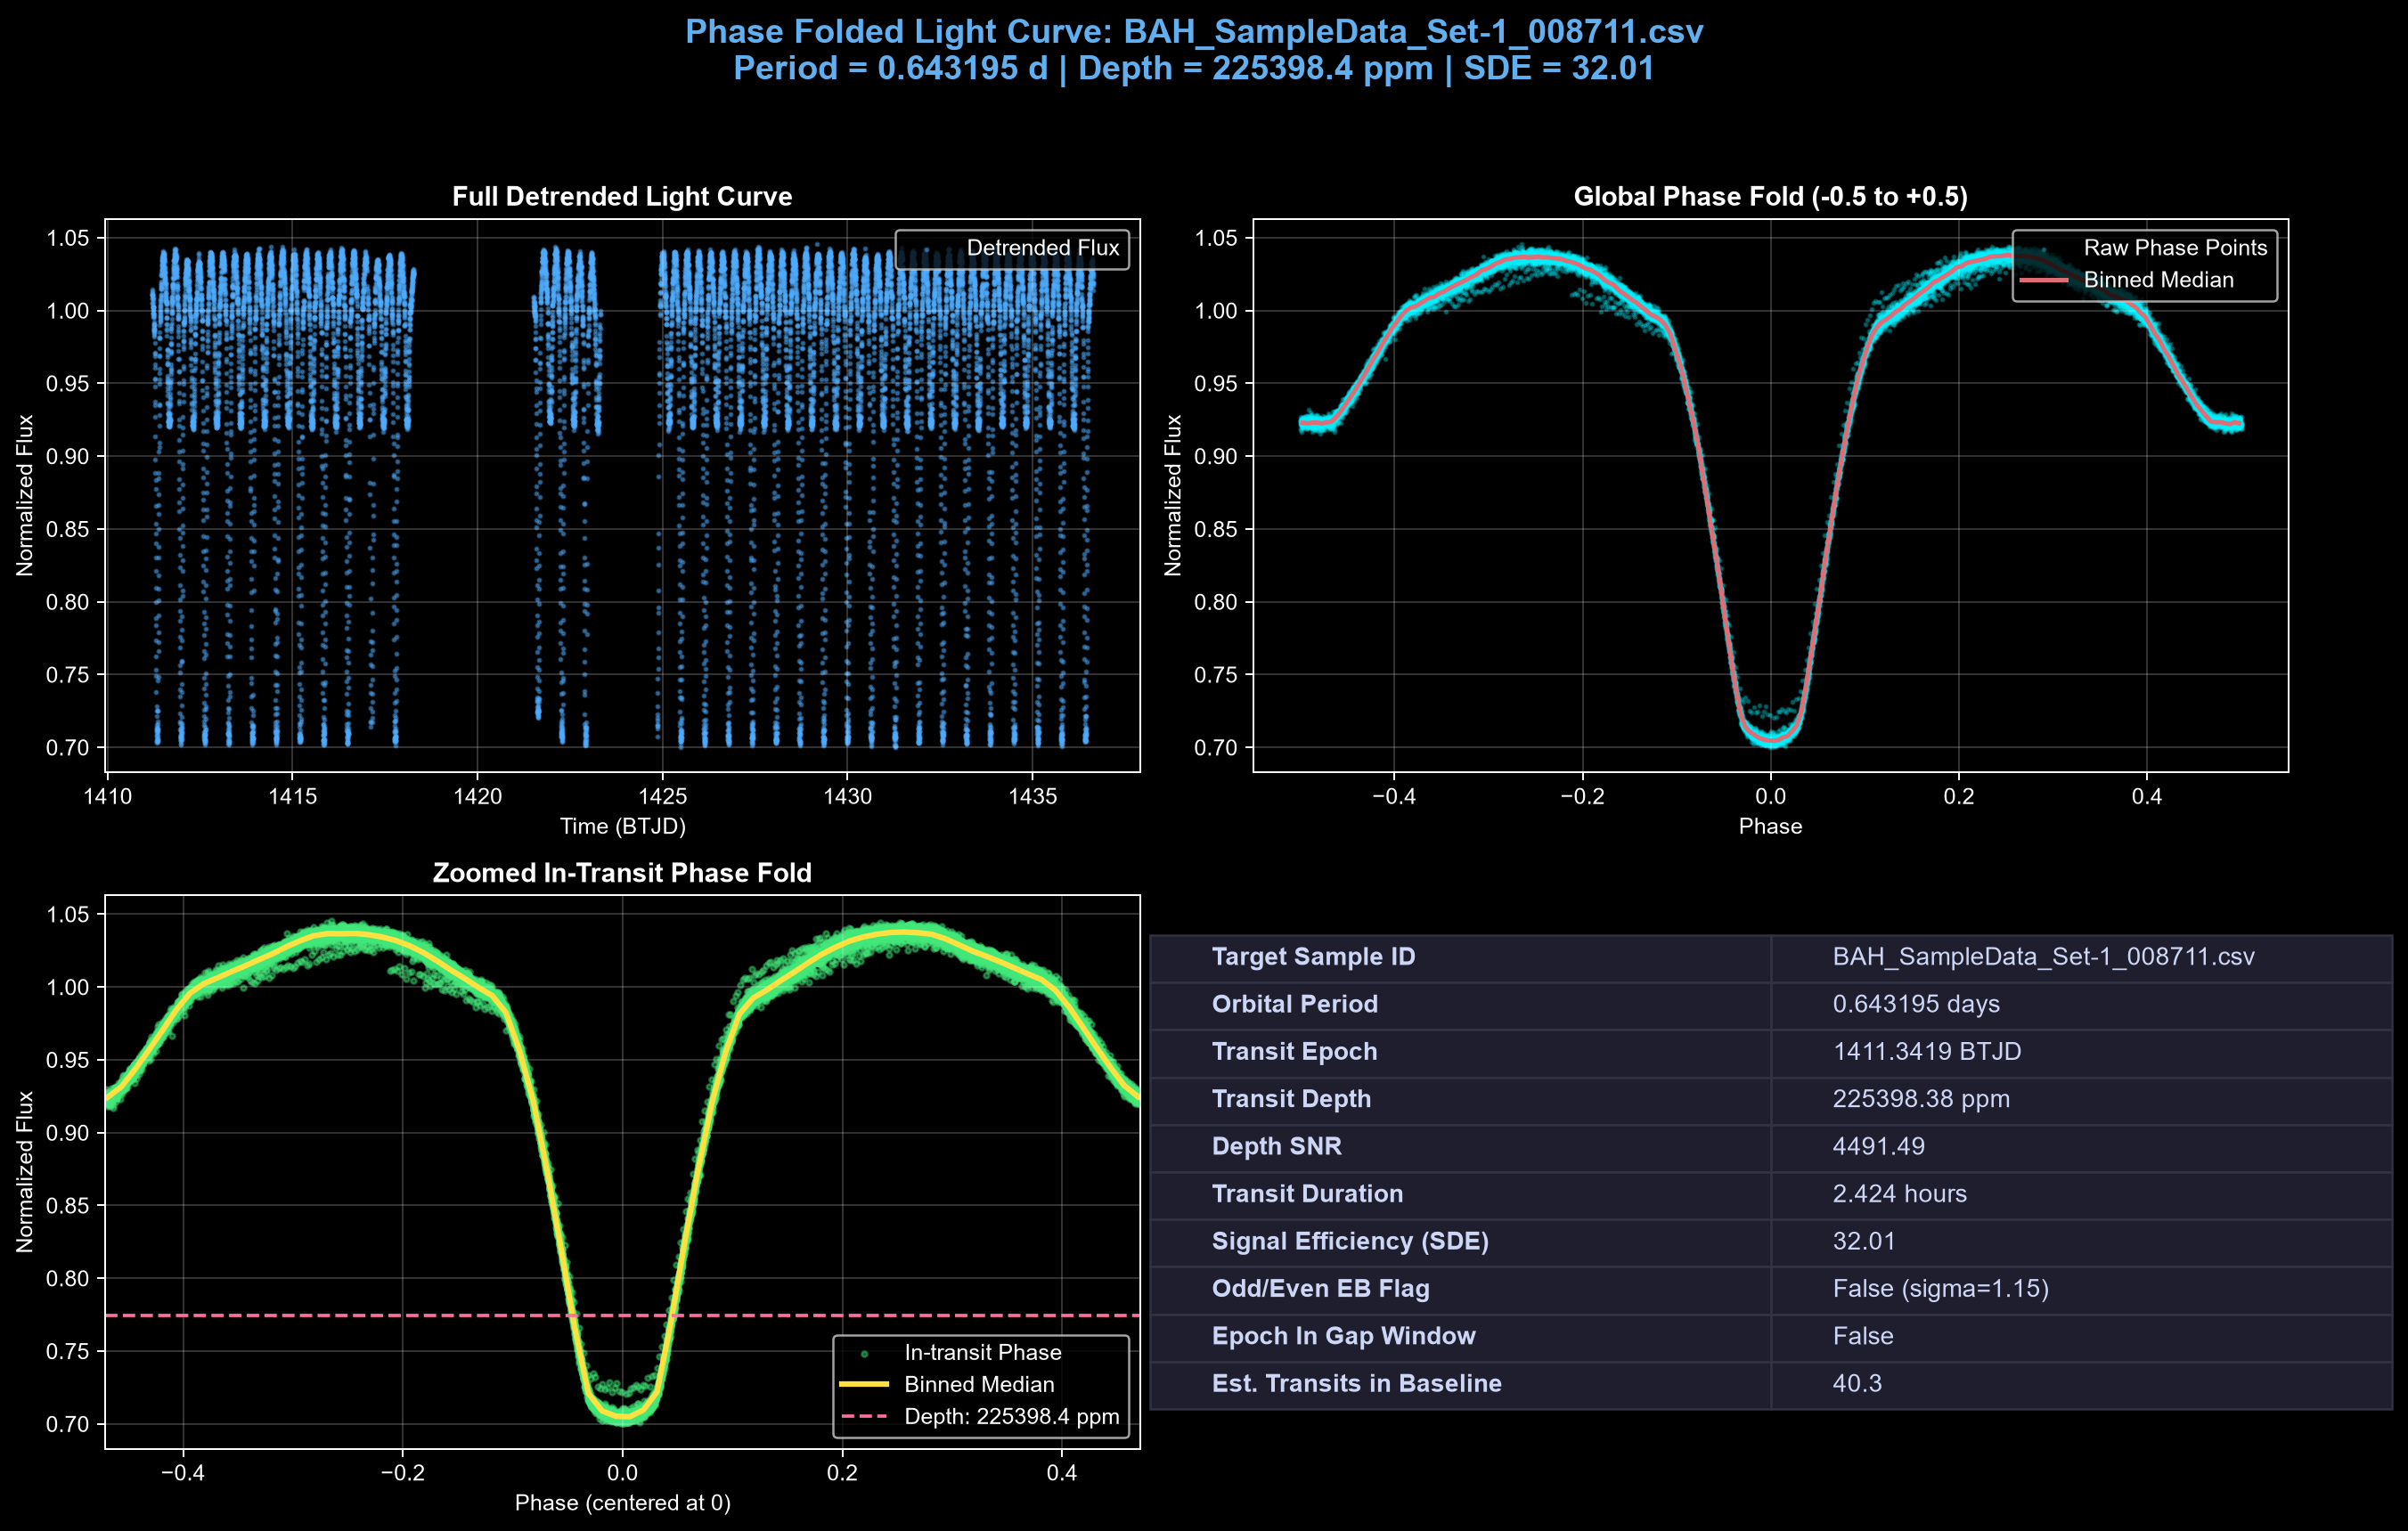 Phase Folded Light Curve: BAH_SampleData_Set-1_008711.csv
Period = 0.643195 d | Depth = 225398.4 ppm | SDE = 32.01
Full Detrended Light Curve
Normalized Flux
1.05
1.00
0.95
0.90
0.85
0.80
0.75
0.70
Detrended Flux
1410
1415
1420
1425
1430
1435
Time (BTJD)
Global Phase Fold (-0.5 to +0.5)
Normalized Flux
1.05
1.00
0.95
0.90
0.85
0.80
0.75
0.70
Raw Phase Points
Binned Median
−0.4
−0.2
0.0
0.2
0.4
Phase
Zoomed In-Transit Phase Fold
Normalized Flux
1.05
1.00
0.95
0.90
0.85
0.80
0.75
0.70
In-transit Phase
Binned Median
Depth: 225398.4 ppm
−0.4
−0.2
0.0
0.2
0.4
Phase (centered at 0)
Target Sample ID BAH_SampleData_Set-1_008711.csv
Orbital Period 0.643195 days
Transit Epoch 1411.3419 BTJD
Transit Depth 225398.38 ppm
Depth SNR 4491.49
Transit Duration 2.424 hours
Signal Efficiency (SDE) 32.01
Odd/Even EB Flag False (sigma=1.15)
Epoch In Gap Window False
Est. Transits in Baseline 40.3